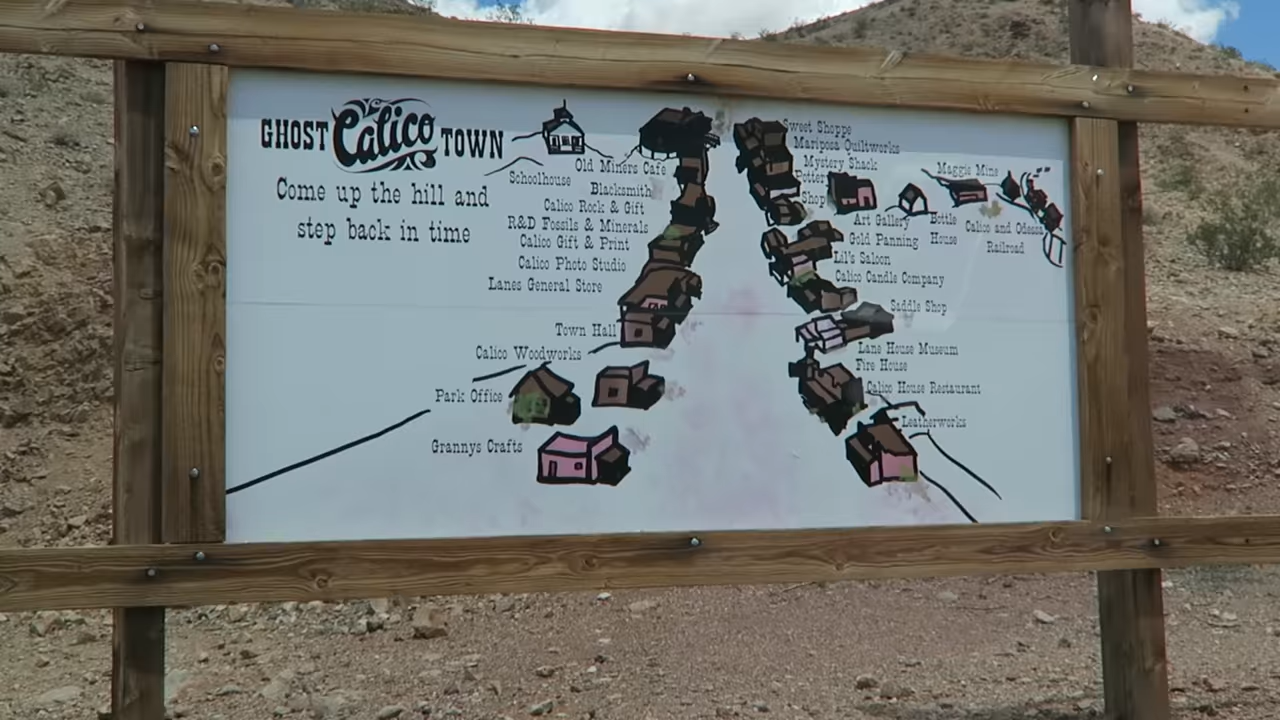 GHOST Calico TOWN
Come up the hill and
step back in time
Schoolhouse
Old Miners Cafe
Blacksmith
Calico Rock & Gift
R&D Fossils & Minerals
Calico Gift & Print
Calico Photo Studio
Lanes General Store
Town Hall
Calico Woodworks
Park Office
Grannys Crafts
Sweet Shoppe
Mariposa Quiltworks
Mystery Shack
Pottery
Shop
Maggie Mine
Art Gallery
Bottle
House
Calico and Odessa
Railroad
Gold Panning
Lil's Saloon
Calico Candle Company
Saddle Shop
Lane House Museum
Fire House
Calico House Restaurant
Leatherworks